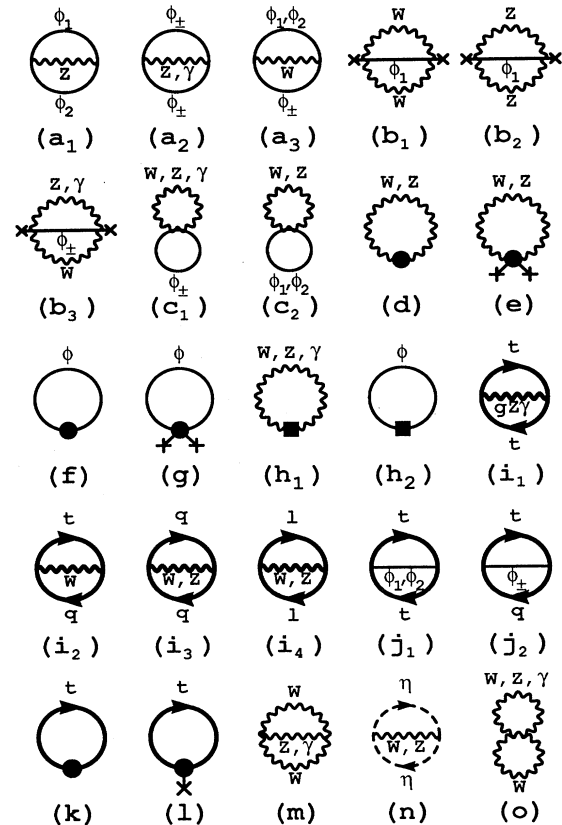 ϕ₁ ϕ± ϕ₁,ϕ₂ W Z
Z Z,γ W ϕ₁ ϕ₁
ϕ₂ ϕ± ϕ± W Z
(a₁) (a₂) (a₃) (b₁) (b₂)
Z,γ W,Z,γ W,Z W,Z W,Z
ϕ±
W ϕ± ϕ₁,ϕ₂
(b₃) (c₁) (c₂) (d) (e)
ϕ ϕ W,Z,γ ϕ t
gZγ
t
(f) (g) (h₁) (h₂) (i₁)
t q l t t
W W,Z W,Z ϕ₁,ϕ₂ ϕ±
q q l t q
(i₂) (i₃) (i₄) (j₁) (j₂)
t t W η W,Z,γ
Z,γ W,Z
W η W
(k) (l) (m) (n) (o)